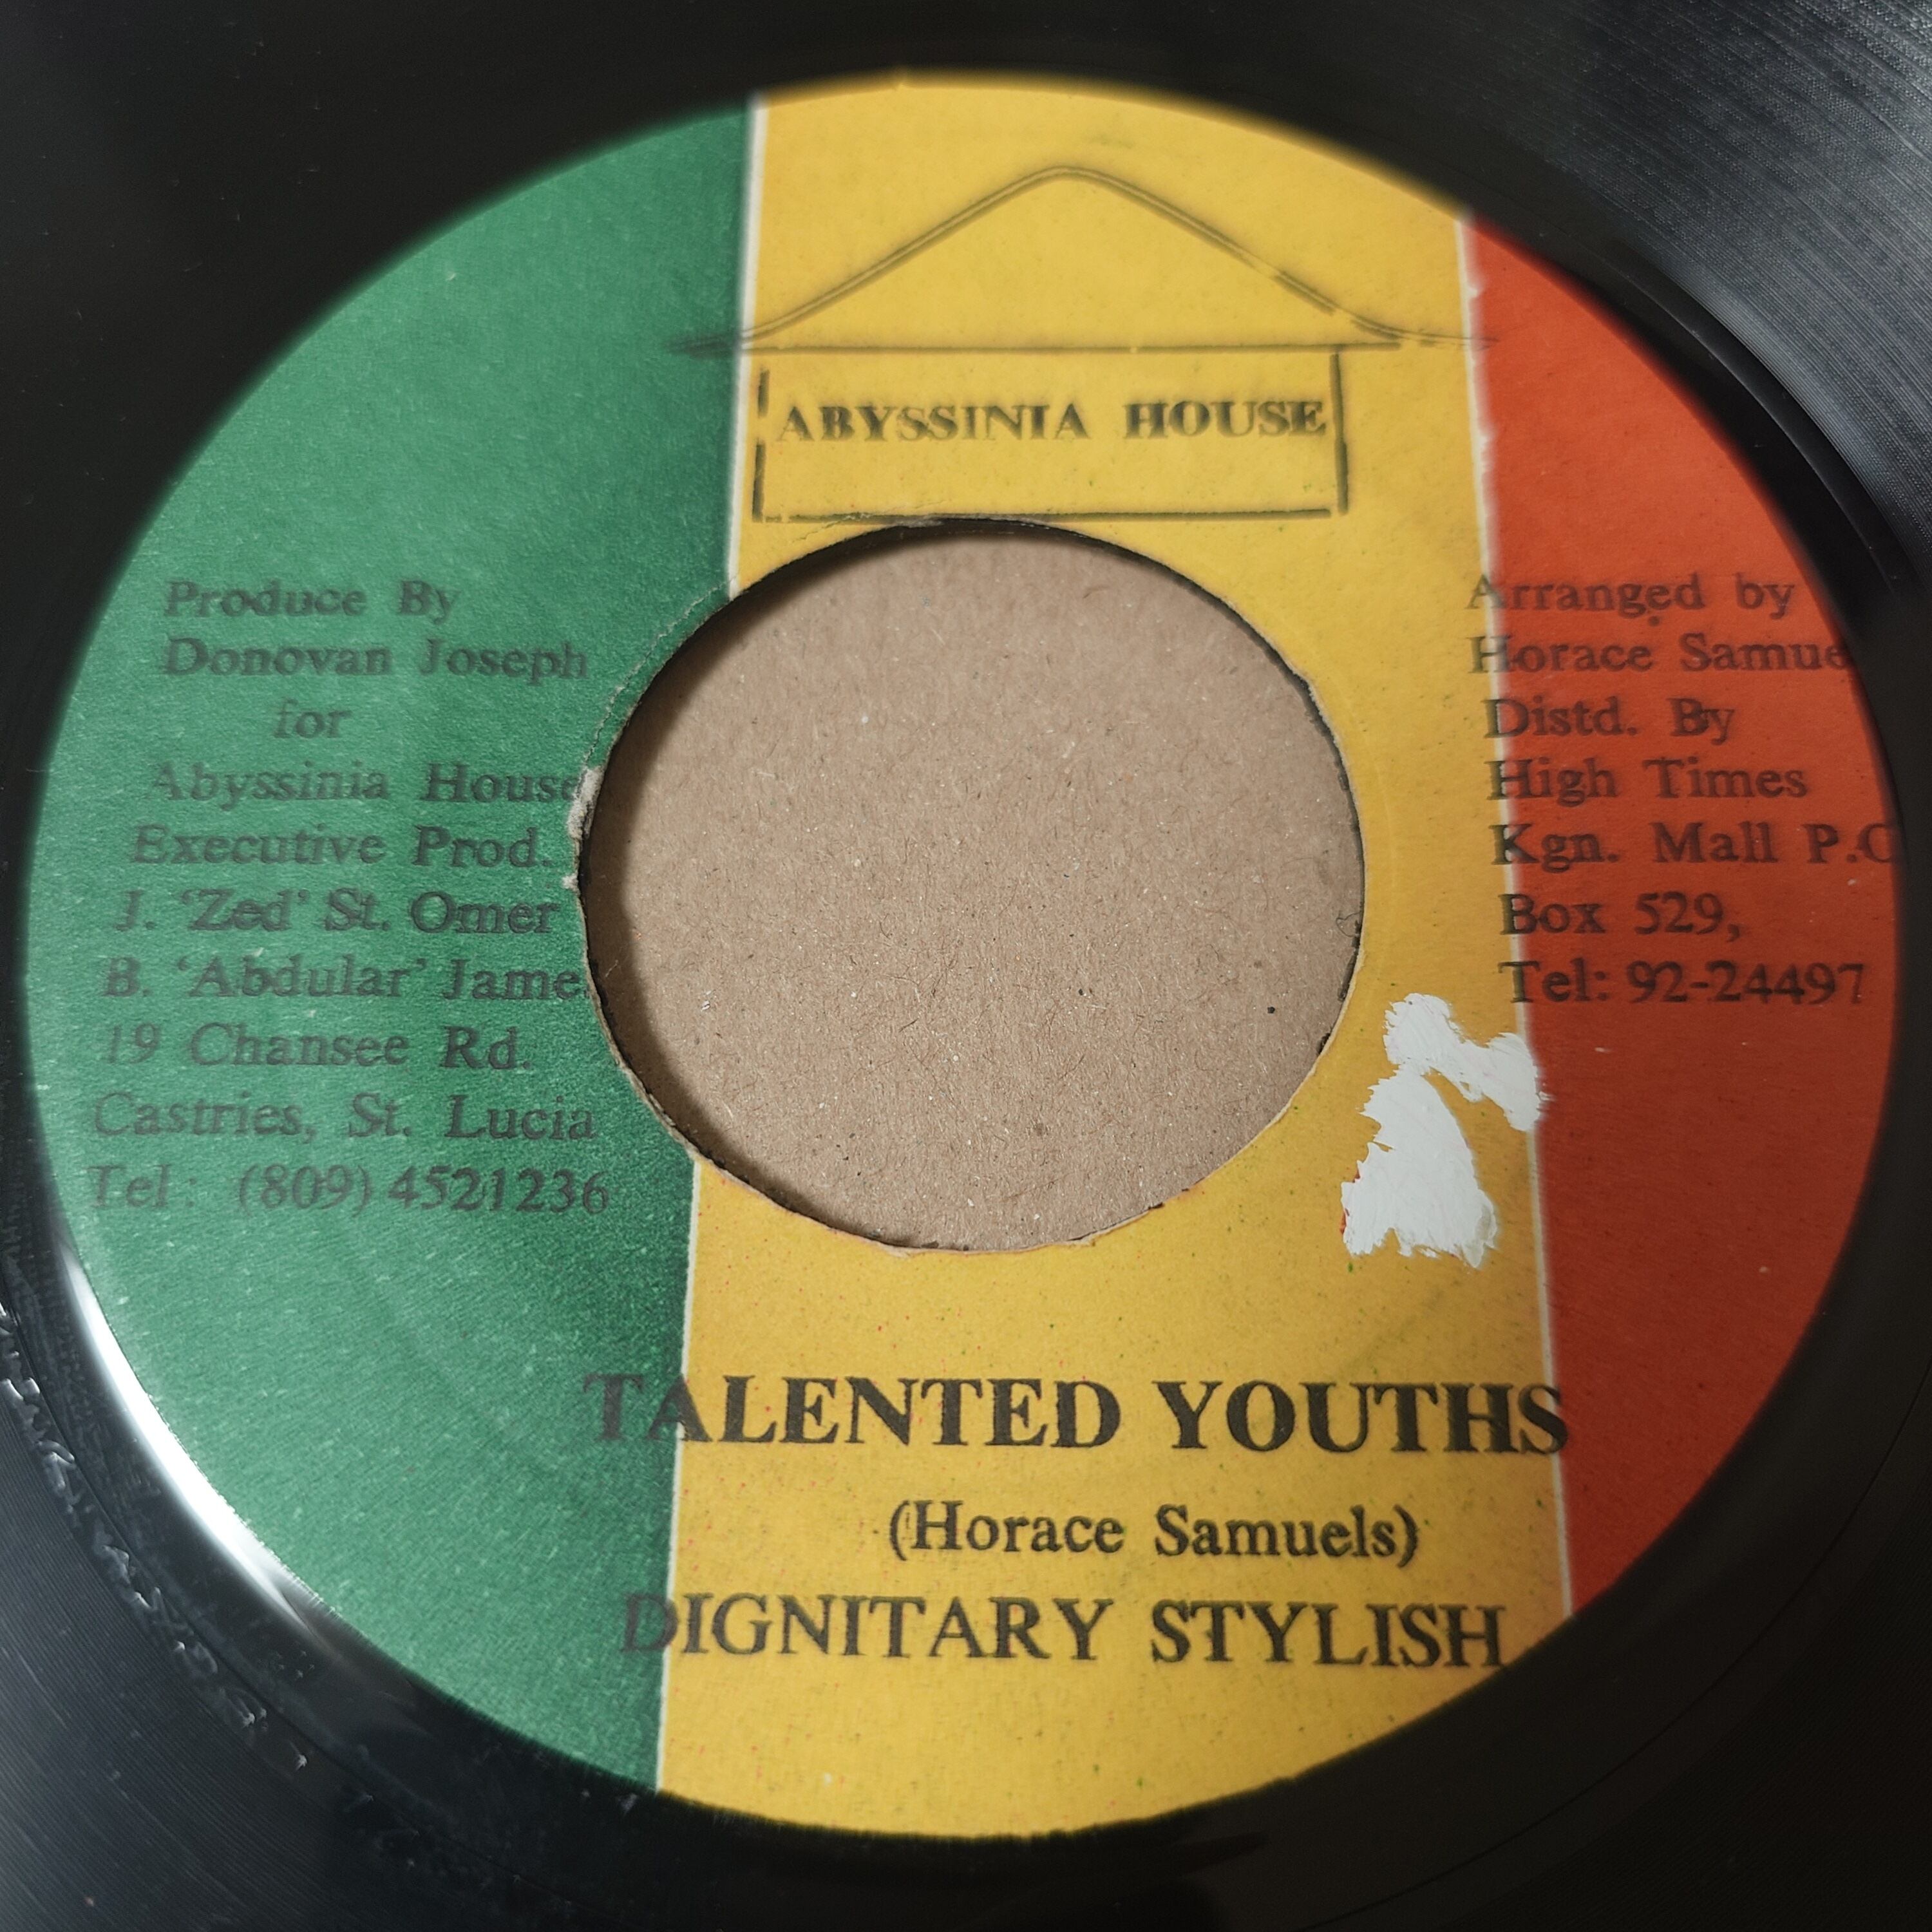 ABYSSINIA HOUSE
Produce By
Donovan Joseph
for
Abyssinia House
Executive Prod.
J. 'Zed' St. Omer
B. 'Abdular' Jame
19 Chansee Rd.
Castries, St. Lucia
Tel: (809) 4521236
Arranged by
Horace Samue
Distd. By
High Times
Kgn. Mall P.O
Box 529,
Tel: 92-24497
TALENTED YOUTHS
(Horace Samuels)
DIGNITARY STYLISH